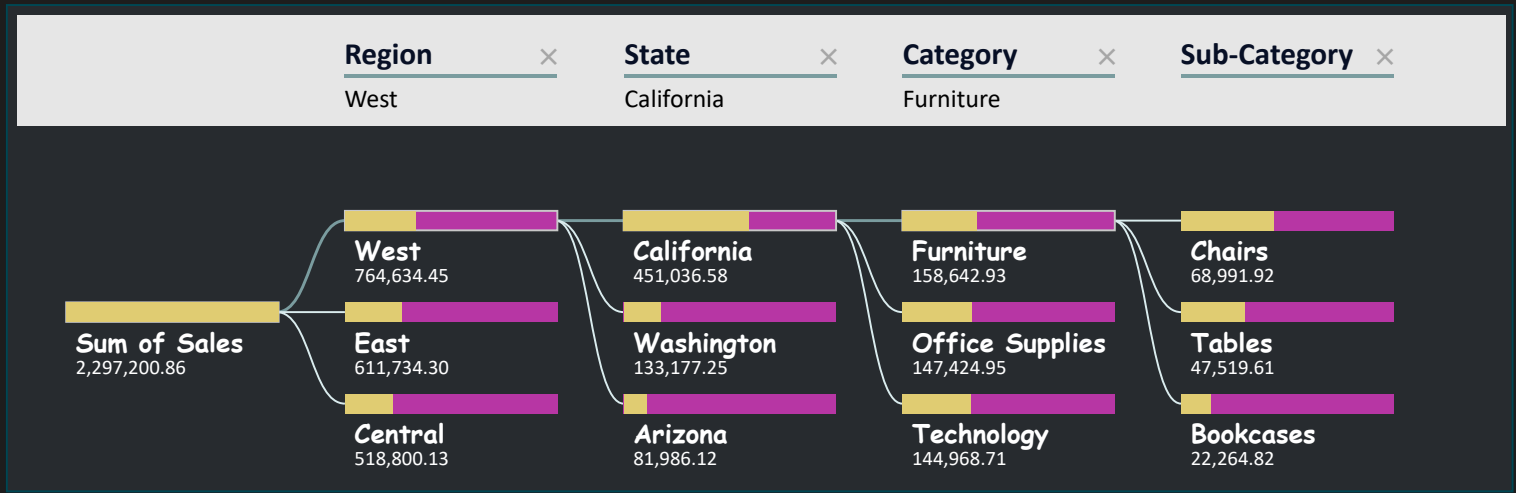 Region × State × Category × Sub-Category ×
West California Furniture
West
764,634.45
East
611,734.30
Central
518,800.13
Sum of Sales
2,297,200.86
California
451,036.58
Washington
133,177.25
Arizona
81,986.12
Furniture
158,642.93
Office Supplies
147,424.95
Technology
144,968.71
Chairs
68,991.92
Tables
47,519.61
Bookcases
22,264.82